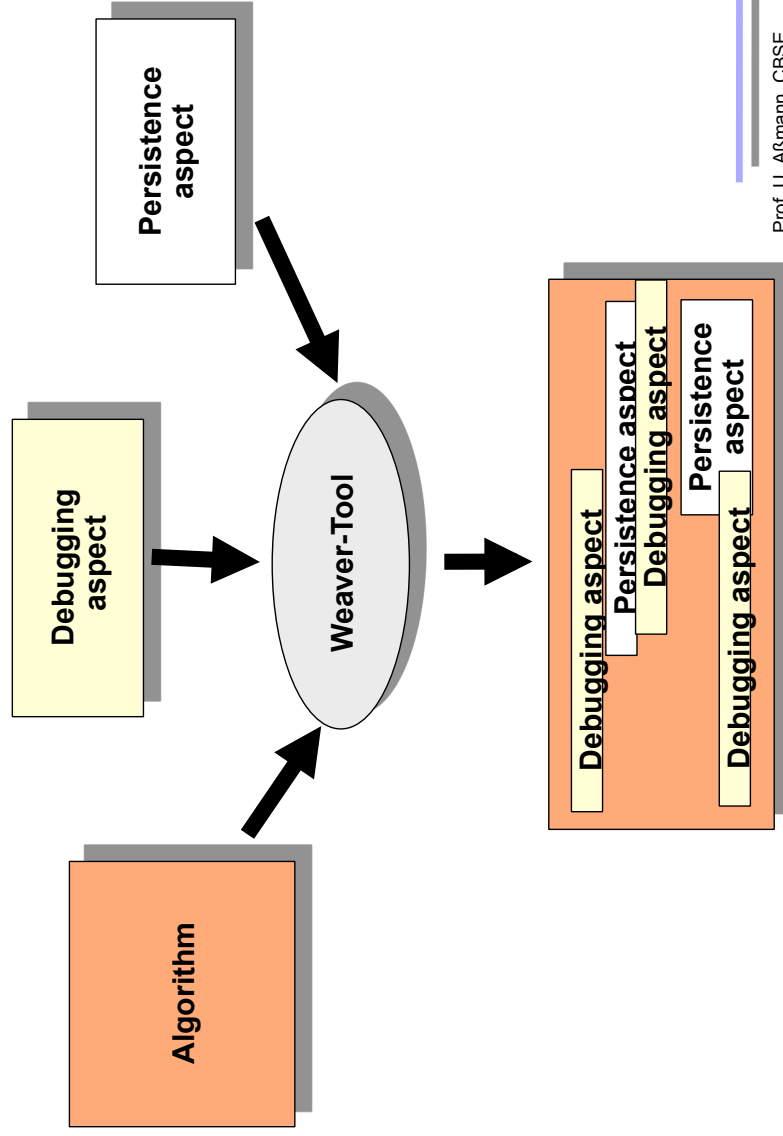 Algorithm
Debugging
aspect
Persistence
aspect
Weaver-Tool
Debugging aspect
Persistence aspect
Debugging aspect
Persistence
aspect
Debugging aspect
Prof. U. Aßmann, CBSE